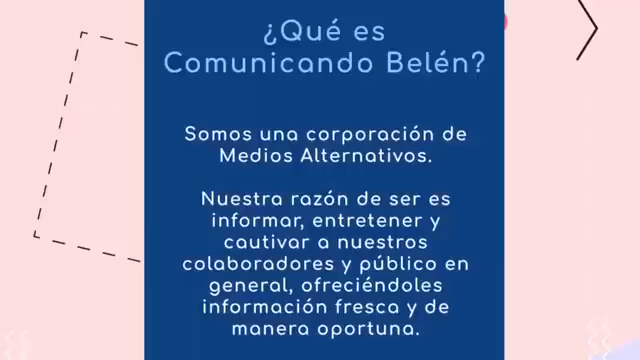 ¿Qué es
Comunicando Belén?
Somos una corporación de
Medios Alternativos.
Nuestra razón de ser es
informar, entretener y
cautivar a nuestros
colaboradores y público en
general, ofreciéndoles
información fresca y de
manera oportuna.